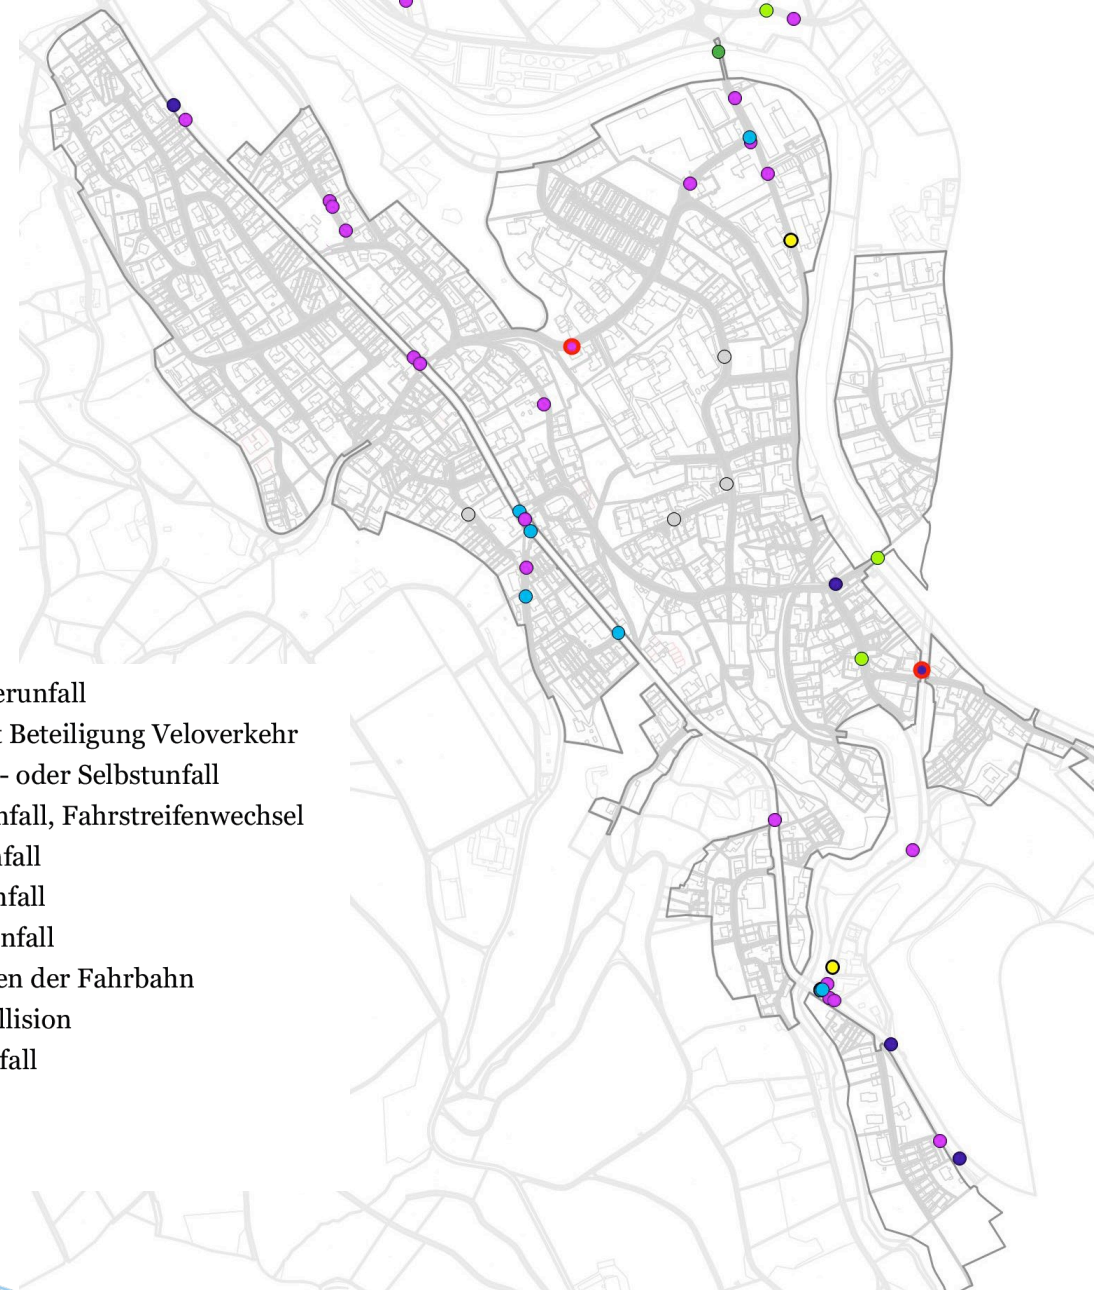 erunfall
t Beteiligung Veloverkehr
- oder Selbstunfall
nfall, Fahrstreifenwechsel
nfall
nfall
nfall
en der Fahrbahn
llision
fall